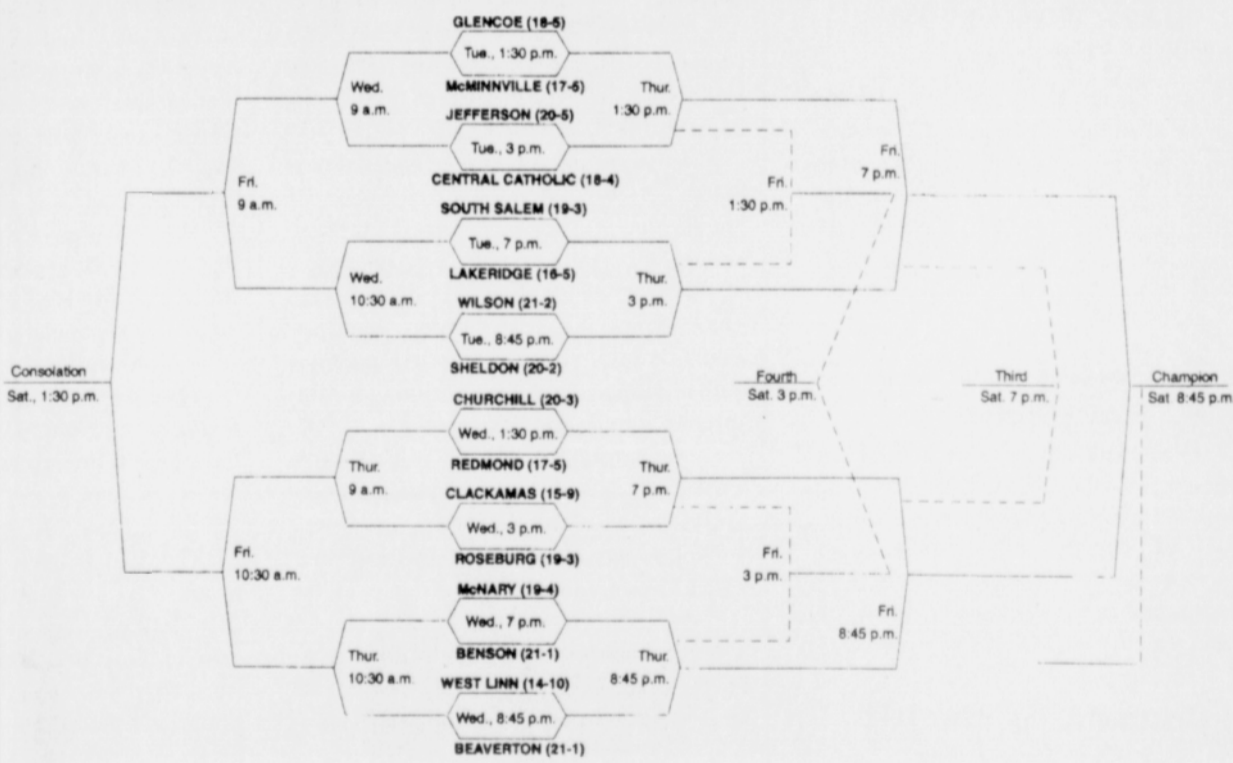 GLENCOE (18-5)
Tue., 1:30 p.m.
McMINNVILLE (17-5)
JEFFERSON (20-5)
Tue., 3 p.m.
CENTRAL CATHOLIC (18-4)
SOUTH SALEM (19-3)
Tue., 7 p.m.
LAKERIDGE (16-5)
WILSON (21-2)
Tue., 8:45 p.m.
SHELDON (20-2)
CHURCHILL (20-3)
Wed., 1:30 p.m.
REDMOND (17-5)
CLACKAMAS (15-9)
Wed., 3 p.m.
ROSEBURG (19-3)
McNARY (19-4)
Wed., 7 p.m.
BENSON (21-1)
WEST LINN (14-10)
Wed., 8:45 p.m.
BEAVERTON (21-1)
Wed.
9 a.m.
Wed.
10:30 a.m.
Thur.
9 a.m.
Thur.
10:30 a.m.
Fri.
9 a.m.
Fri.
10:30 a.m.
Consolation
Sat., 1:30 p.m.
Thur.
1:30 p.m.
Thur.
3 p.m.
Thur.
7 p.m.
Thur.
8:45 p.m.
Fri.
1:30 p.m.
Fri.
3 p.m.
Fri.
7 p.m.
Fri.
8:45 p.m.
Fourth
Sat. 3 p.m.
Third
Sat. 7 p.m.
Champion
Sat 8:45 p.m.